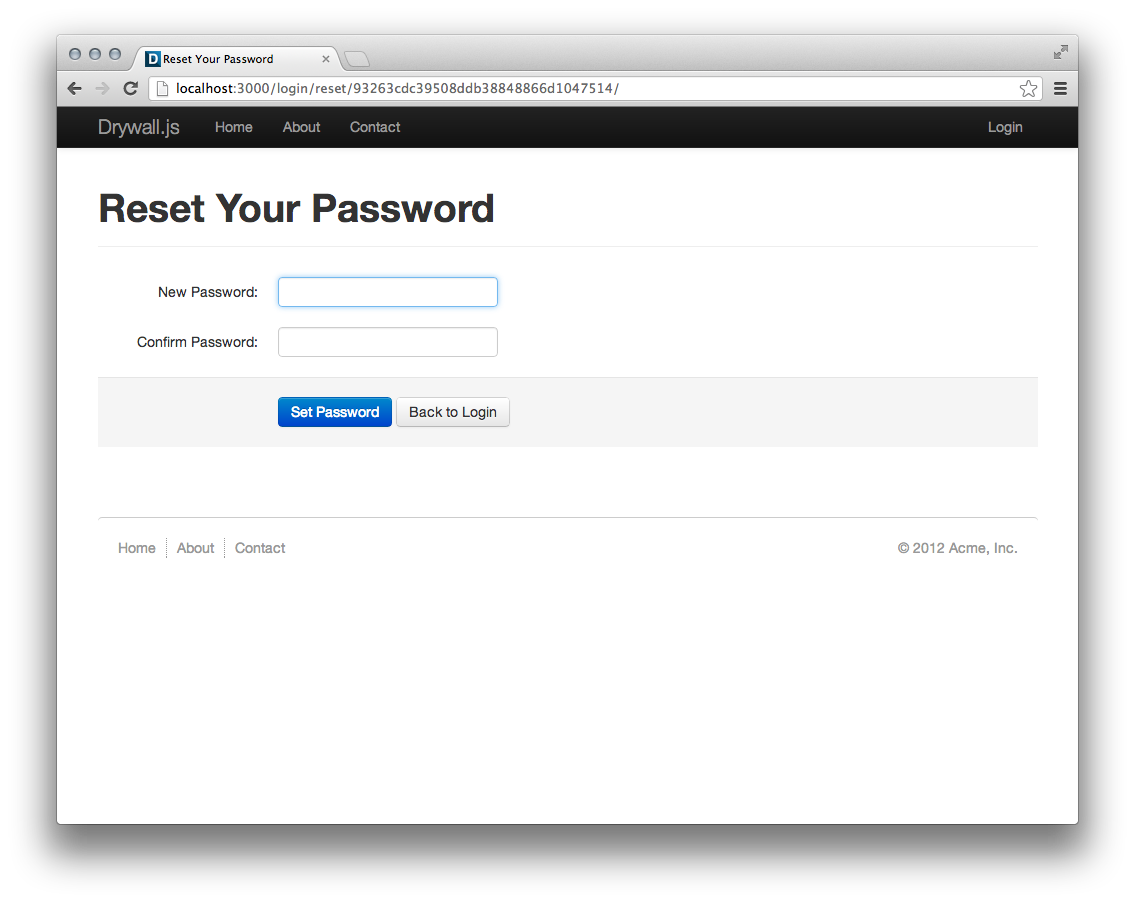 D Reset Your Password
localhost:3000/login/reset/93263cdc39508ddb38848866d1047514/
Drywall.js Home About Contact Login
Reset Your Password
New Password:
Confirm Password:
Set Password Back to Login
Home About Contact © 2012 Acme, Inc.